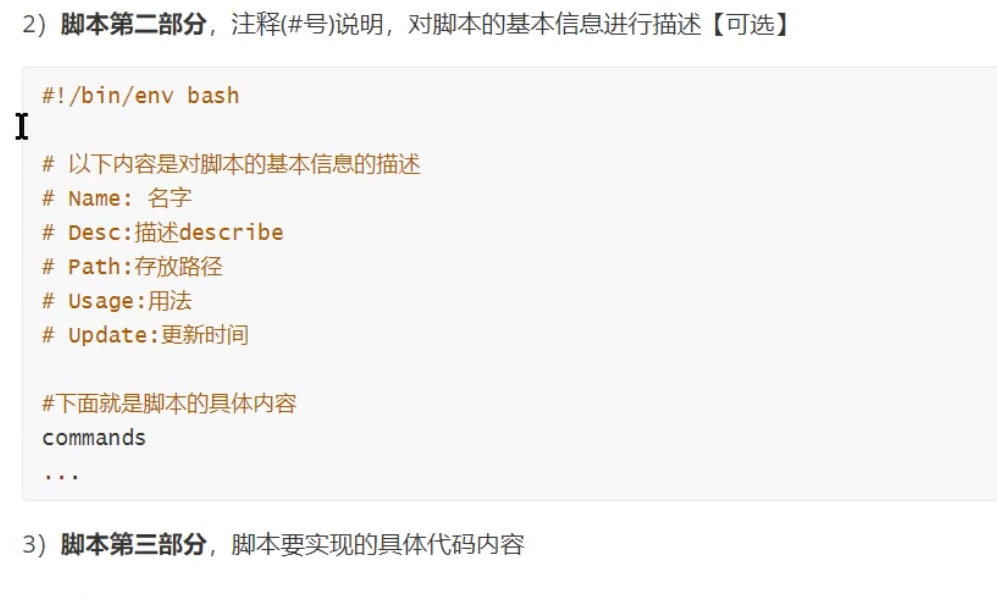 2）脚本第二部分，注释(#号)说明，对脚本的基本信息进行描述【可选】
#!/bin/env bash
# 以下内容是对脚本的基本信息的描述
# Name: 名字
# Desc:描述describe
# Path:存放路径
# Usage:用法
# Update:更新时间
#下面就是脚本的具体内容
commands
...
3）脚本第三部分，脚本要实现的具体代码内容